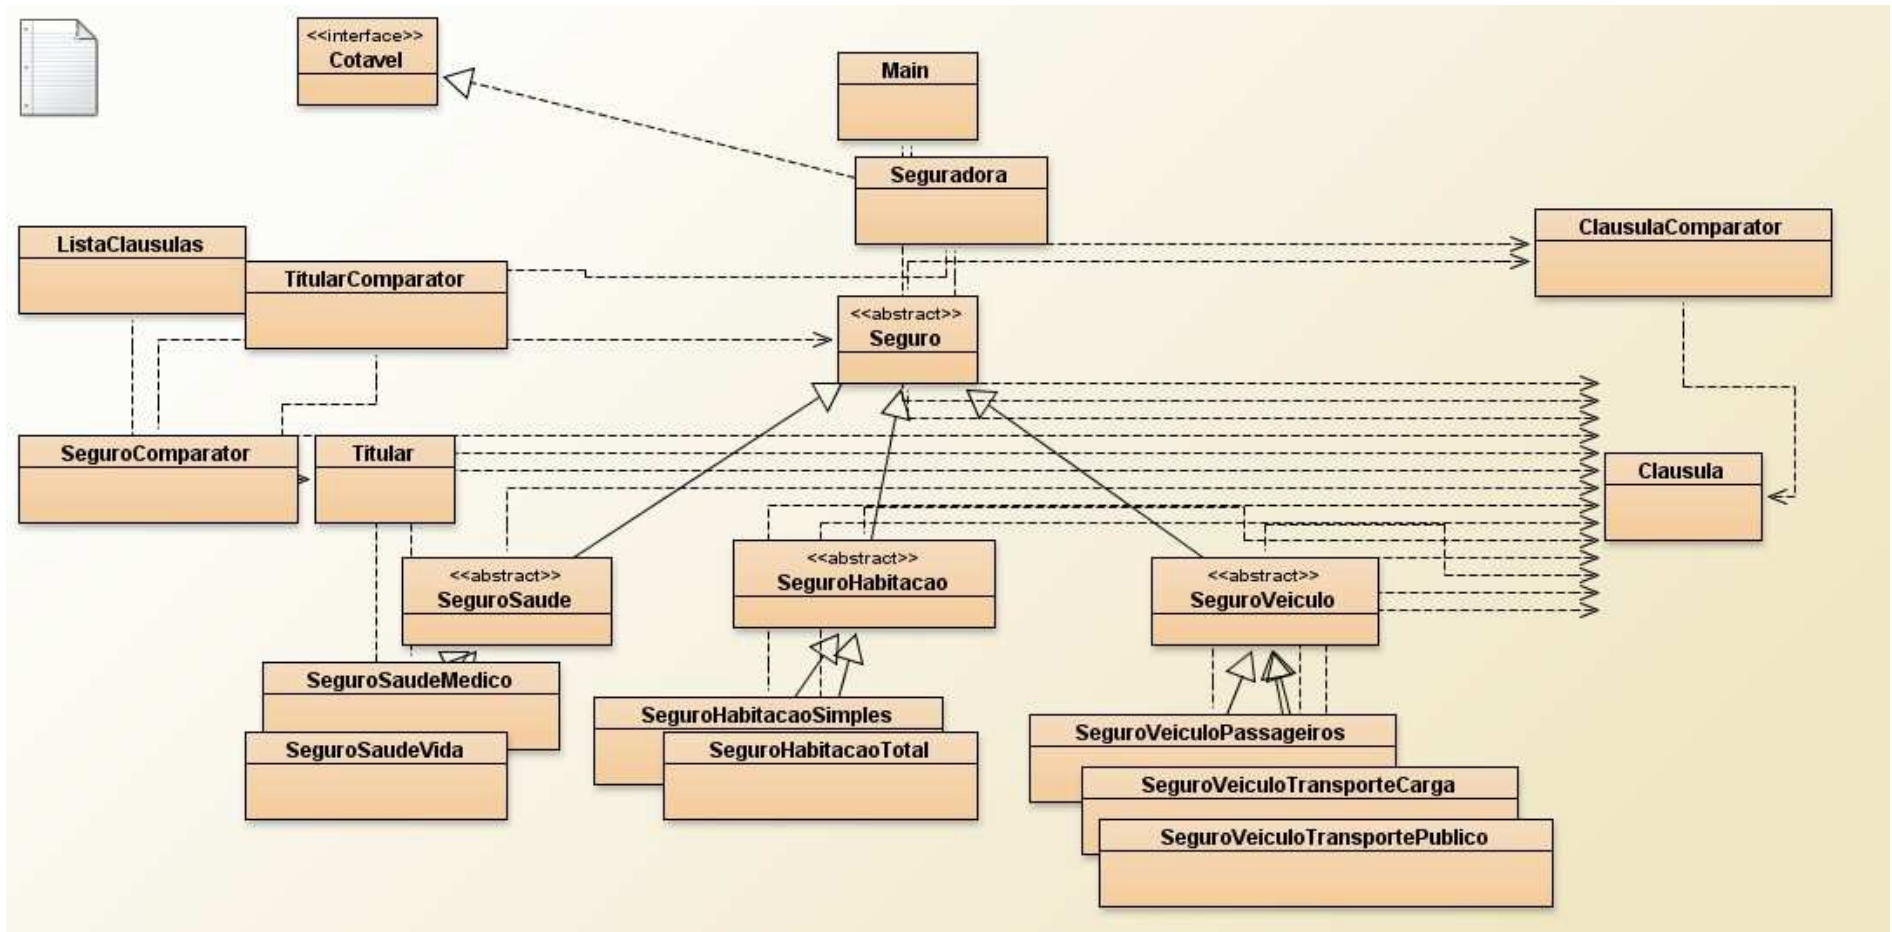 <<interface>>
Cotavel
Main
Seguradora
ClausulaComparator
ListaClausulas
TitularComparator
<<abstract>>
Seguro
SeguroComparator
Titular
Clausula
<<abstract>>
SeguroSaude
<<abstract>>
SeguroHabitacao
<<abstract>>
SeguroVeiculo
SeguroSaudeMedico
SeguroSaudeVida
SeguroHabitacaoSimples
SeguroHabitacaoTotal
SeguroVeiculoPassageiros
SeguroVeiculoTransporteCarga
SeguroVeiculoTransportePublico